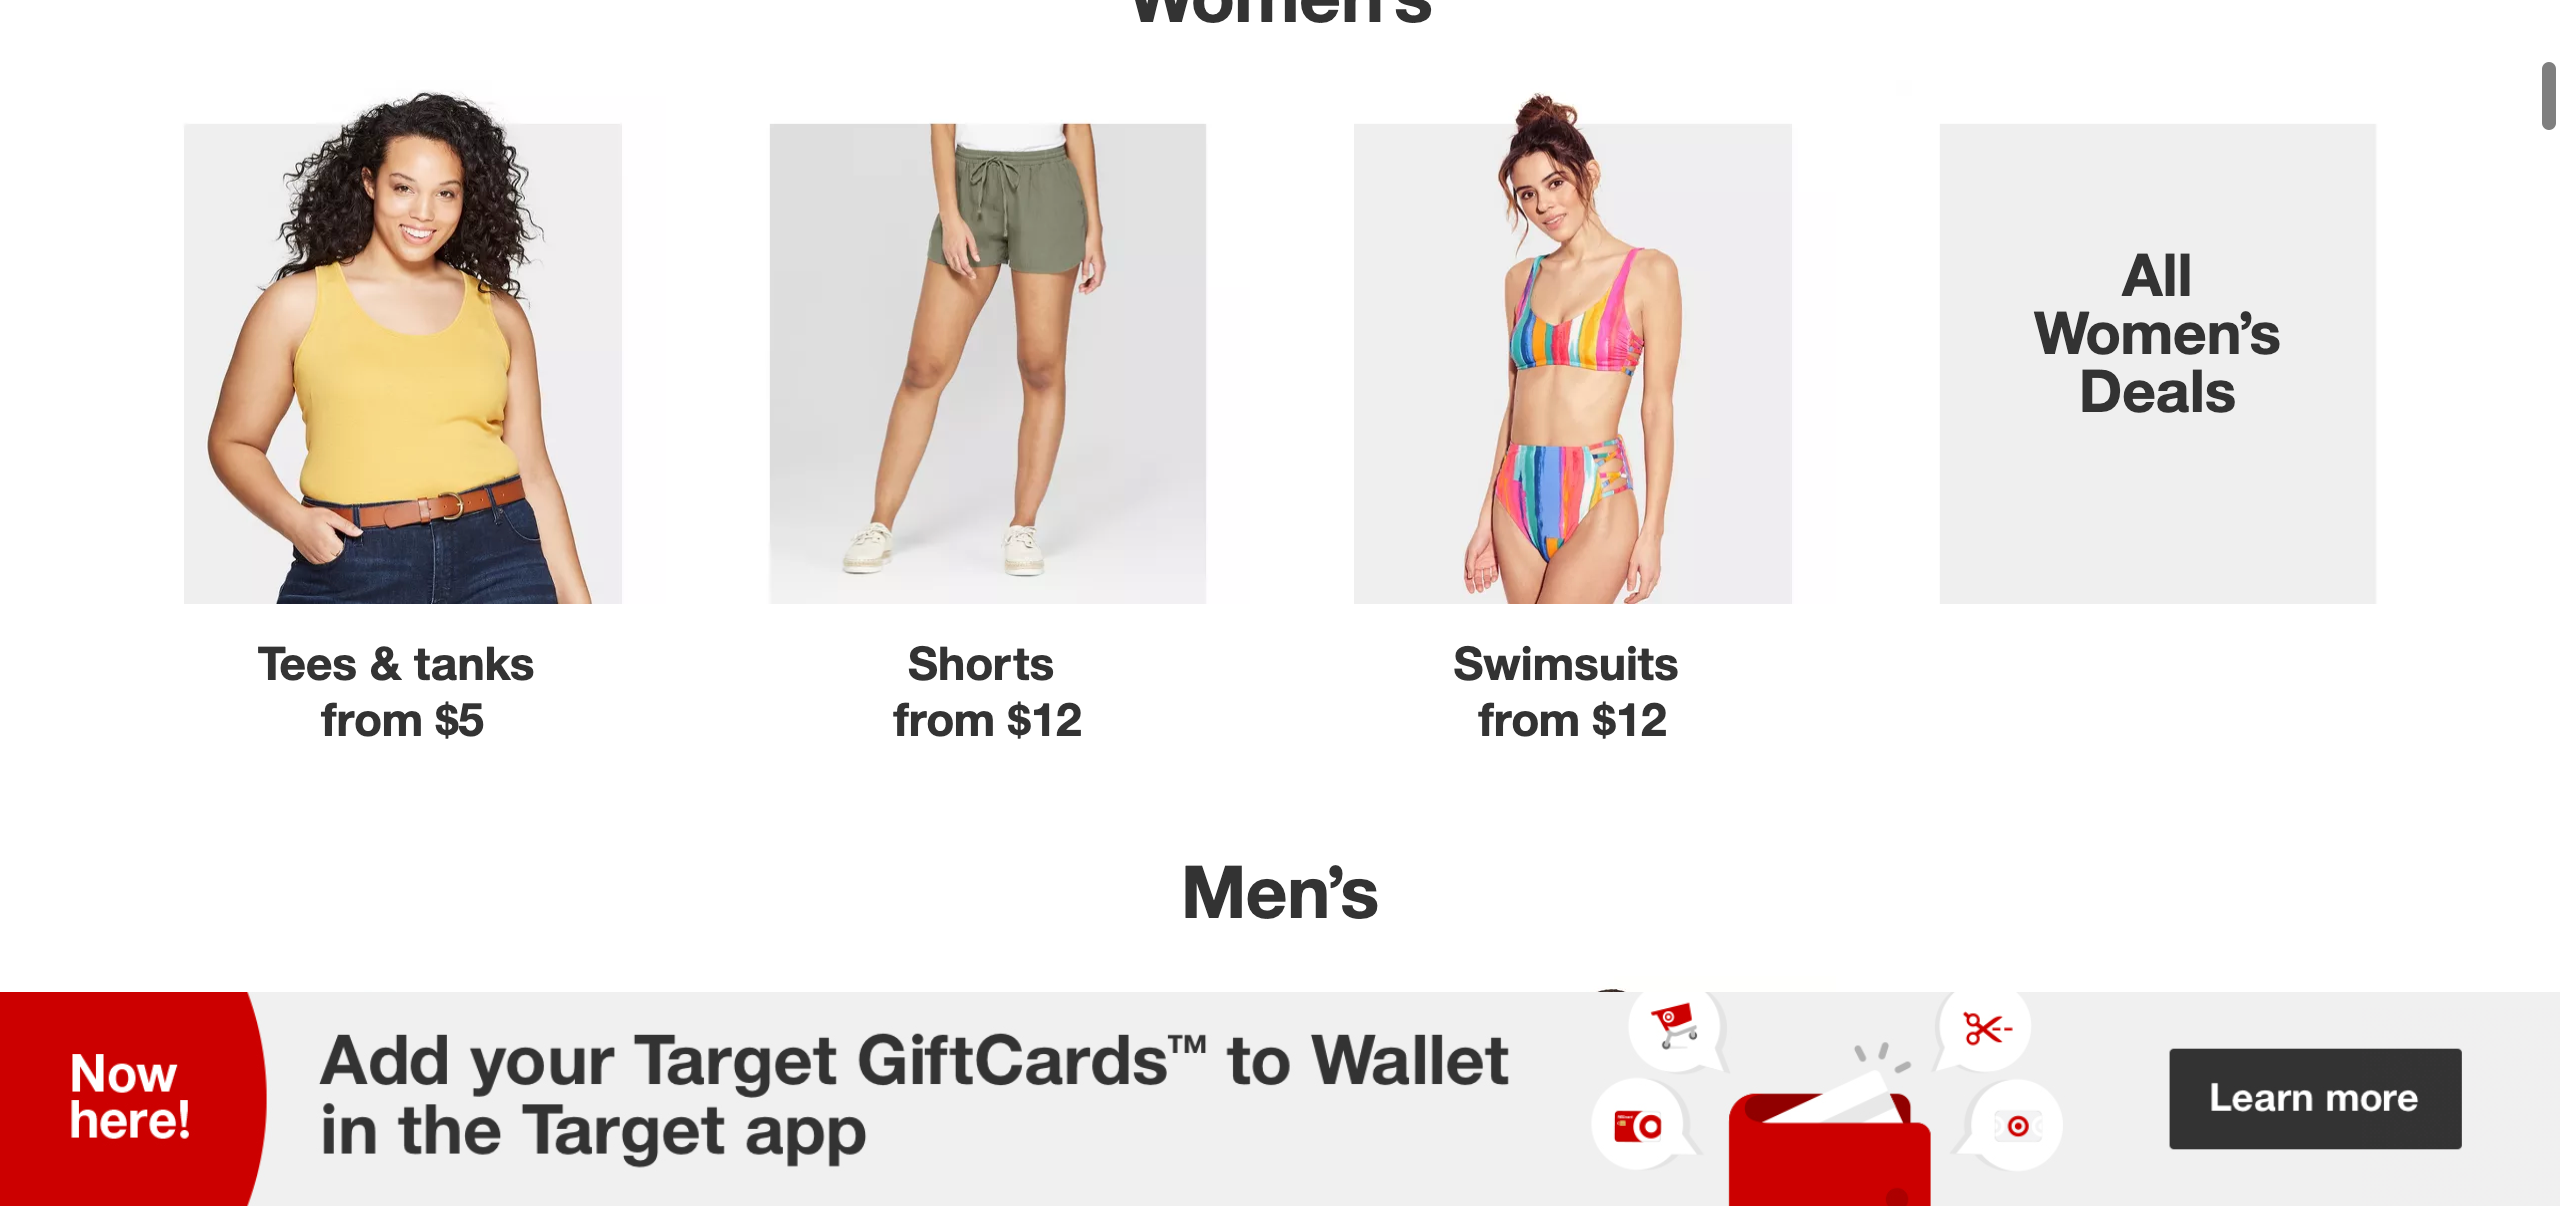 Women's
All
Women's
Deals
Tees & tanks
from $5
Shorts
from $12
Swimsuits
from $12
Men's
Now
here!
Add your Target GiftCards™ to Wallet
in the Target app
Learn more